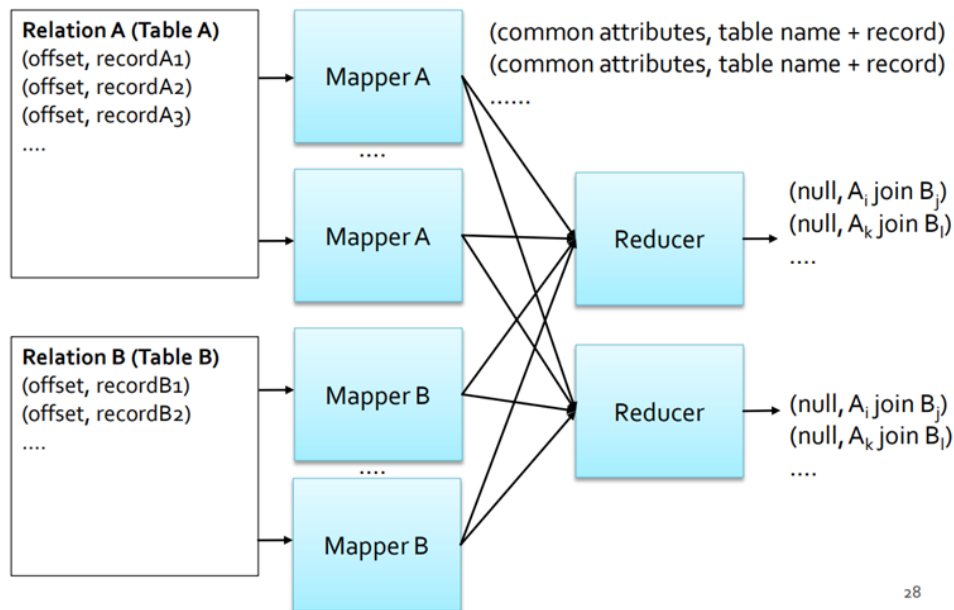 Relation A (Table A)
(offset, recordA1)
(offset, recordA2)
(offset, recordA3)
....
Mapper A
....
Mapper A
(common attributes, table name + record)
(common attributes, table name + record)
......
Relation B (Table B)
(offset, recordB1)
(offset, recordB2)
....
Mapper B
....
Mapper B
Reducer
(null, Ai join Bj)
(null, Ak join Bl)
....
Reducer
(null, Ai join Bj)
(null, Ak join Bl)
....
28